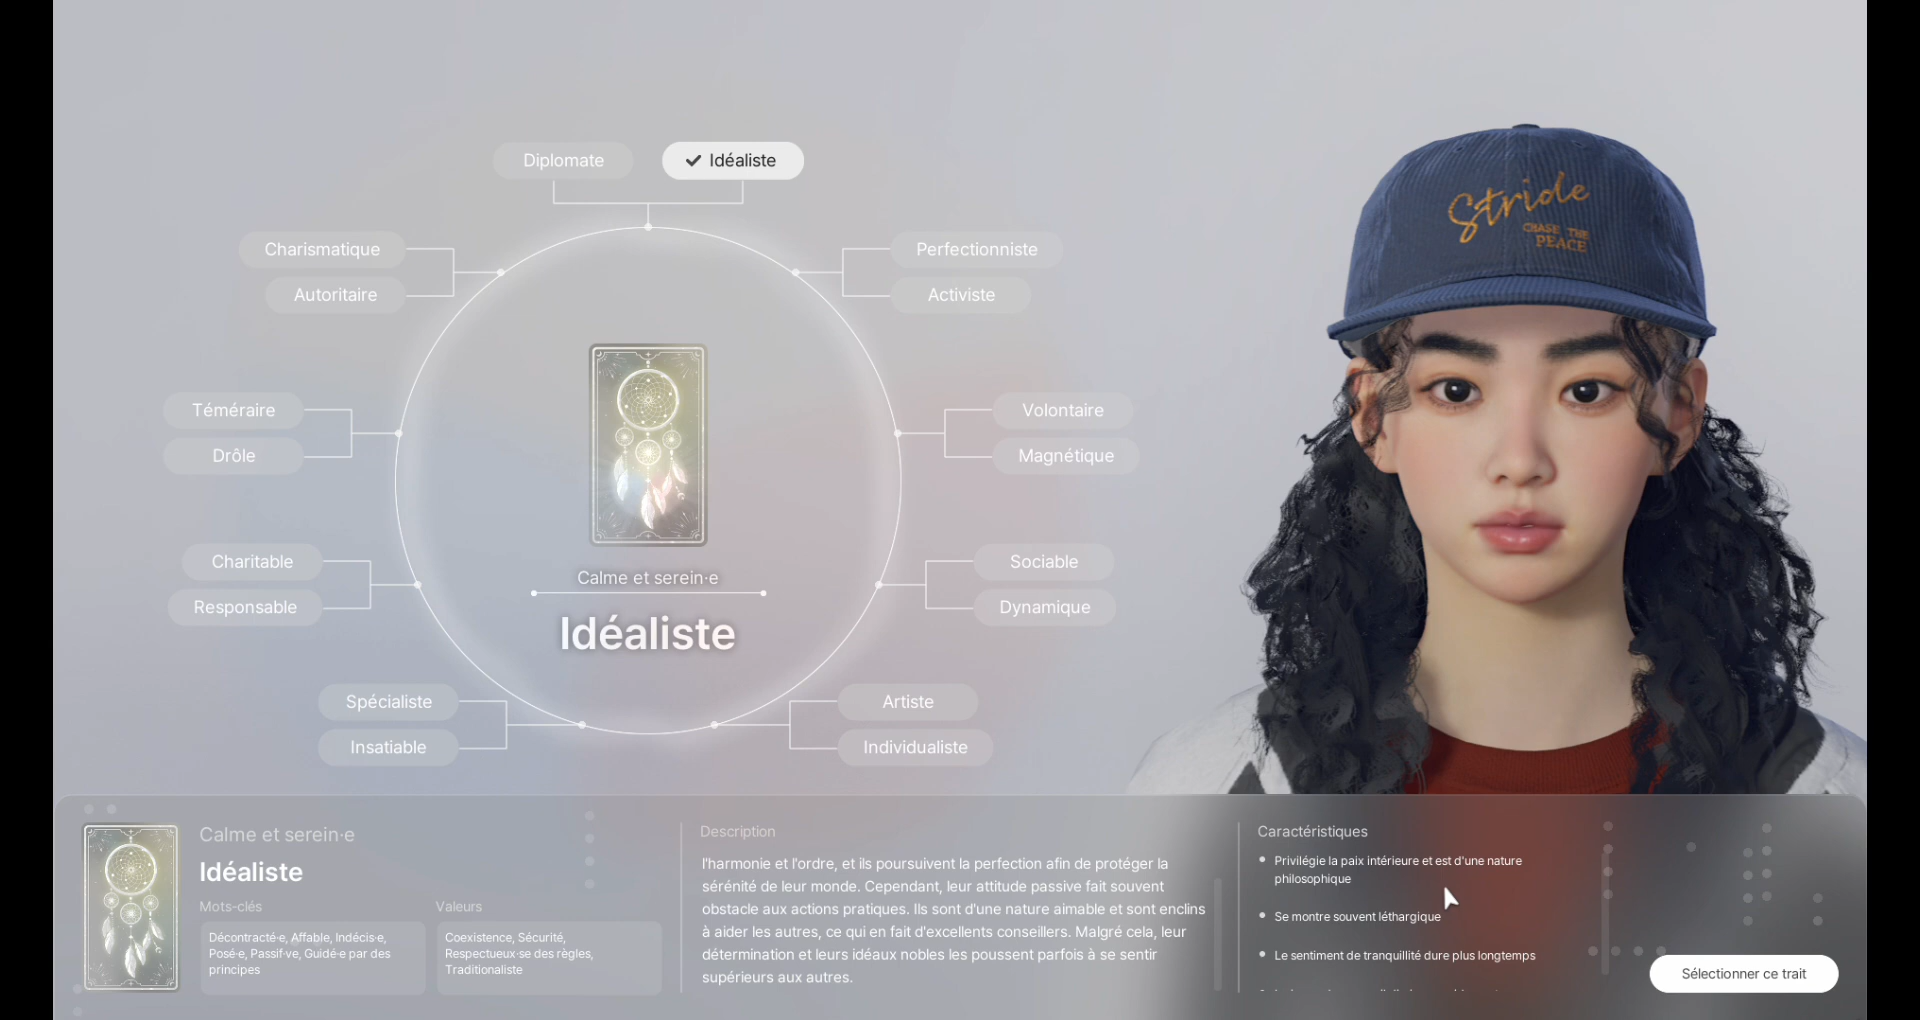 Diplomate
Idéaliste
Charismatique
Autoritaire
Perfectionniste
Activiste
Téméraire
Drôle
Volontaire
Magnétique
Charitable
Responsable
Sociable
Dynamique
Spécialiste
Insatiable
Artiste
Individualiste
Calme et serein·e
Idéaliste
Stride
CHASE THE
PEACE
Calme et serein·e
Idéaliste
Mots-clés
Décontracté·e, Affable, Indécis·e,
Posé·e, Passif·ve, Guidé·e par des
principes
Valeurs
Coexistence, Sécurité,
Respectueux·se des règles,
Traditionaliste
Description
l'harmonie et l'ordre, et ils poursuivent la perfection afin de protéger la
sérénité de leur monde. Cependant, leur attitude passive fait souvent
obstacle aux actions pratiques. Ils sont d'une nature aimable et sont enclins
à aider les autres, ce qui en fait d'excellents conseillers. Malgré cela, leur
détermination et leurs idéaux nobles les poussent parfois à se sentir
supérieurs aux autres.
Caractéristiques
Privilégie la paix intérieure et est d'une nature
philosophique
Se montre souvent léthargique
Le sentiment de tranquillité dure plus longtemps
Sélectionner ce trait